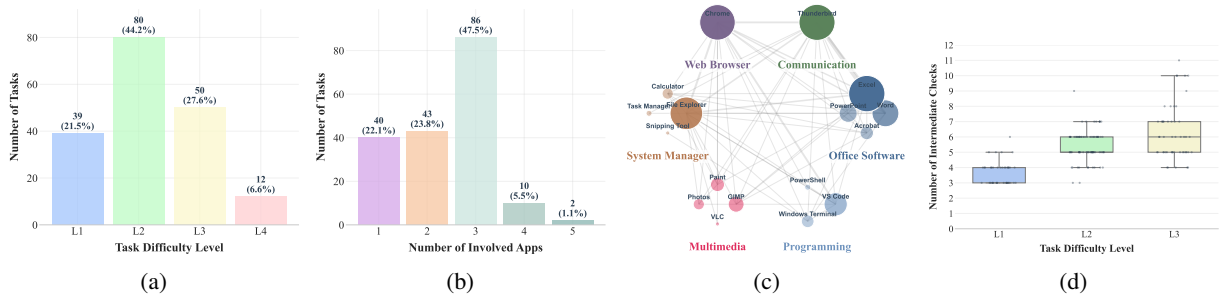 80
(44.2%)
50
(27.6%)
39
(21.5%)
12
(6.6%)
80
60
40
20
0
Number of Tasks
L1 L2 L3 L4
Task Difficulty Level
(a)
86
(47.5%)
40
(22.1%)
43
(23.8%)
10
(5.5%)
2
(1.1%)
80
60
40
20
0
Number of Tasks
1 2 3 4 5
Number of Involved Apps
(b)
Chrome
Thunderbird
Web Browser
Communication
Calculator
Task Manager
File Explorer
Snipping Tool
System Manager
Excel
PowerPoint
Word
Acrobat
Office Software
Paint
Photos
GIMP
VLC
Multimedia
PowerShell
VS Code
Windows Terminal
Programming
(c)
12
11
10
9
8
7
6
5
4
3
2
1
0
Number of Intermediate Checks
L1 L2 L3
Task Difficulty Level
(d)